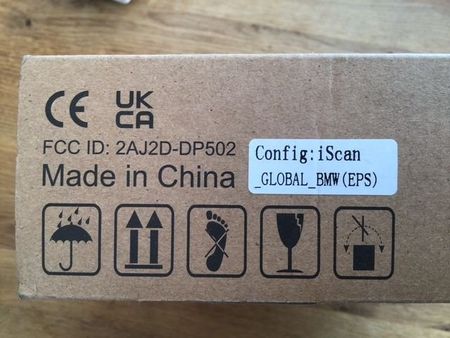 CE
UK
CA
FCC ID: 2AJ2D-DP502
Made in China
Config:iScan
_GLOBAL_BMW(EPS)